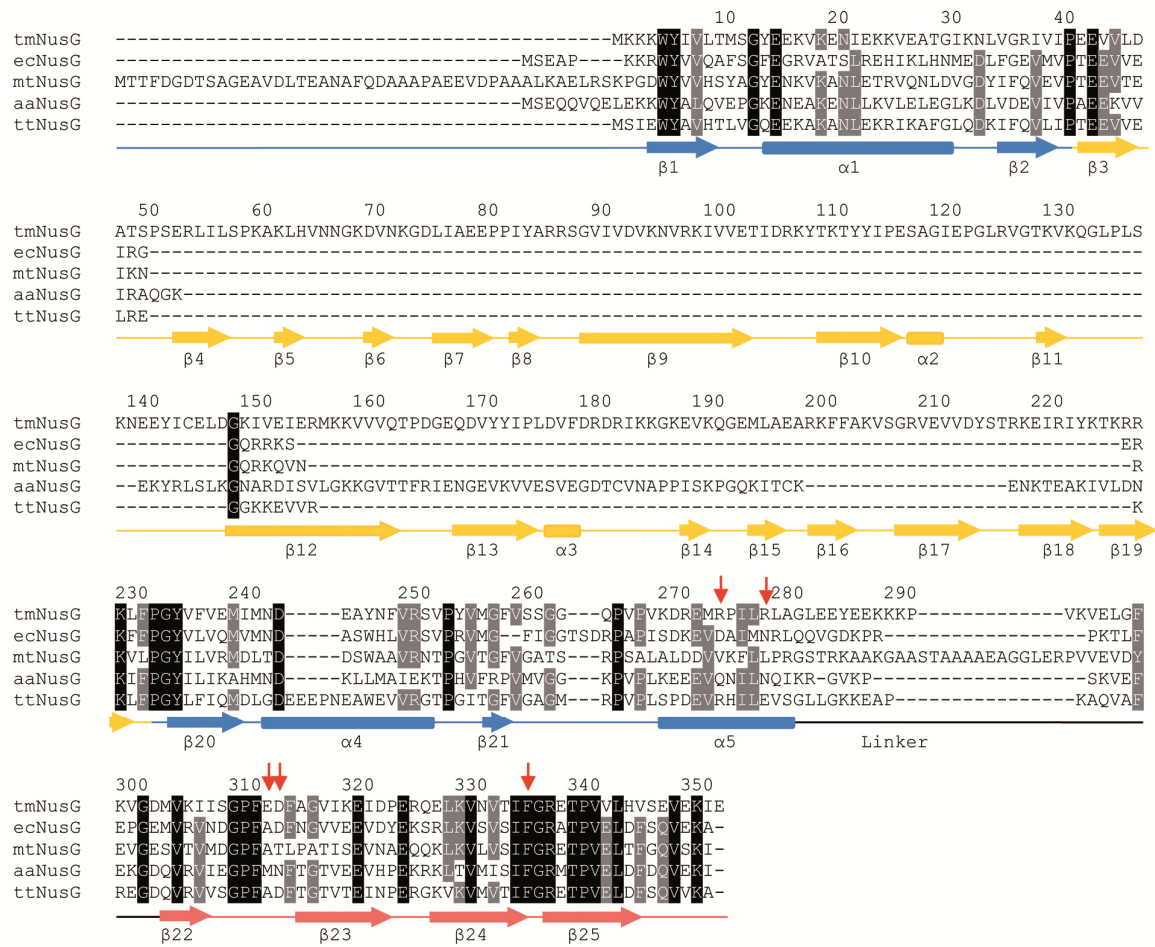 10 20 30 40
tmNusG --------------------------------------------MKKKWYIVLTMSGYEEKVKENIEKKVEATGIKNLVGRIVIPEEVVLD
ecNusG ------------------------------------MSEAP----KKRWYVVQAFSGFEGRVATSLREHIKLHNMEDLFGEVMVPTEEVVE
mtNusG MTTFDGDTSAGEAVDLTEANAFQDAAAPAEEVDPAAALKAELRSKPGDWYVVHSYAGYENKVKANLETRVQNLDVGDYIFQVEVPTEEVTE
aaNusG ------------------------------------MSEQQVQELEKKWYALQVEPGKENEAKENLLKVLELEGLKDLVDEVIVPAEEKVV
ttNusG --------------------------------------------MSIEWYAVHTLVGQEEKAKANLEKRIKAFGLQDKIFQVLIPTEEVVE
β1 α1 β2 β3
50 60 70 80 90 100 110 120 130
tmNusG ATSPSERLILSPKAKLHVNNGKDVNKGDLIAEEPPIYARRSGVIVDVKNVRKIVVETIDRKYTKTYYIPESAGIEPGLRVGTKVKQGLPLS
ecNusG IRG----------------------------------------------------------------------------------------
mtNusG IKN----------------------------------------------------------------------------------------
aaNusG IRAQGK-------------------------------------------------------------------------------------
ttNusG LRE----------------------------------------------------------------------------------------
β4 β5 β6 β7 β8 β9 β10 α2 β11
140 150 160 170 180 190 200 210 220
tmNusG KNEEYICELDGKIVEIERMKKVVVQTPDGEQDVYYIPLDVFDRDRIKKGKEVKQGEMLAEARKFFAKVSGRVEVVDYSTRKEIRIYKTKRR
ecNusG ----------GQRRKS-------------------------------------------------------------------------ER
mtNusG ----------GQRKQVN-------------------------------------------------------------------------R
aaNusG --EKYRLSLKGNARDISVLGKKGVTTFRIENGEVKVVESVEGDTCVNAPPISKPGQKITCK------------------ENKTEAKIVLDN
ttNusG ----------GGKKEVVR------------------------------------------------------------------------K
β12 β13 α3 β14 β15 β16 β17 β18 β19
230 240 250 260 270 280 290
tmNusG KLFPGYVFVEMIMND-----EAYNFVRSVPYVMGFVSSGG---QPVPVKDREMRPILRLAGLEEYEEKKKP-------------VKVELGF
ecNusG KFFPGYVLVQMVMND-----ASWHLVRSVPRVMG--FIGGTSDRPAPISDKEVDAIMNRLQQVGDKPR------------------PKTLF
mtNusG KVLPGYILVRMDLTD-----DSWAAVRNTPGVTGFVGATS---RPSALALDDVVKFLLPRGSTRKAAKGAASTAAAAEAGGLERPVVEVDY
aaNusG KIFPGYILIKAHMND-----KLLMAIEKTPHVFRPVMVGG---KPVPLKEEEVQNILNQIKR-GVKP-------------------SKVEF
ttNusG KLFPGYLFIQMDLGDEEEPNEAWEVVRGTPGITGFVGAGM---RPVPLSPDEVRHILEVSGLLGKKEAP----------------KAQVAF
β20 α4 β21 α5 Linker
300 310 320 330 340 350
tmNusG KVGDMVKIISGPFEDFAGVIKEIDPERQELKVNVTIFGRETPVVLHVSEVEKIE
ecNusG EPGEMVRVNDGPFADFNGVVEEVDYEKSRLKVSVSIFGRATPVELDFSQVEKA-
mtNusG EVGESVTVMDGPFATLPATISEVNAEQQKLKVLVSIFGRETPVELTFGQVSKI-
aaNusG EKGDQVRVIEGPFMNFTGTVEEVHPEKRKLTVMISIFGRMTPVELDFDQVEKI-
ttNusG REGDQVRVVSGPFADFTGTVTEINPERGKVKVMVTIFGRETPVELDFSQVVKA-
β22 β23 β24 β25